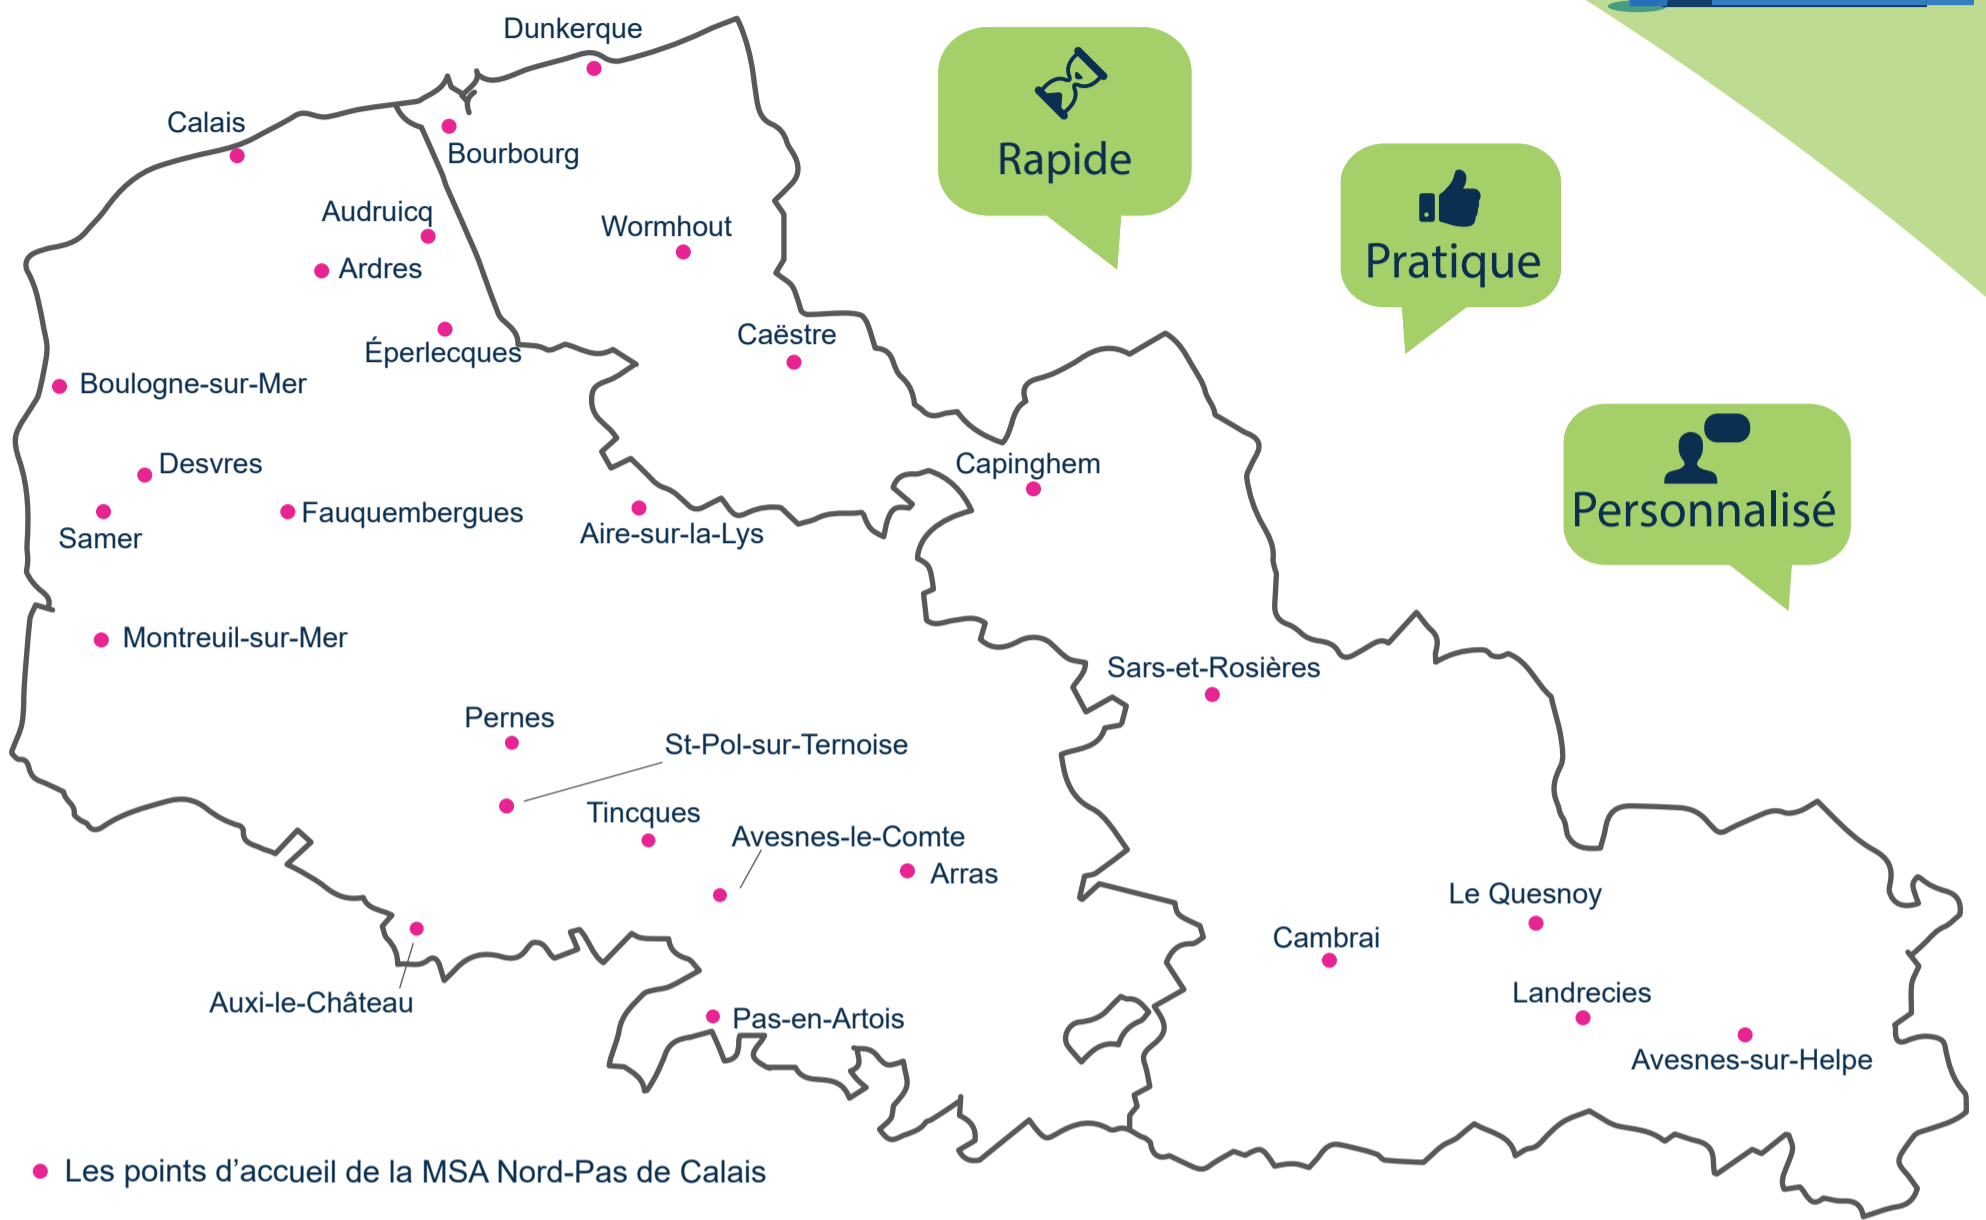 Dunkerque
Calais
Bourbourg
Rapide
Audruicq
Wormhout
Ardres
Pratique
Caëstre
Éperlecques
Boulogne-sur-Mer
Desvres
Capinghem
Fauquembergues
Personnalisé
Samer
Aire-sur-la-Lys
Montreuil-sur-Mer
Sars-et-Rosières
Pernes
St-Pol-sur-Ternoise
Tincques
Avesnes-le-Comte
Arras
Le Quesnoy
Cambrai
Landrecies
Auxi-le-Château
Pas-en-Artois
Avesnes-sur-Helpe
Les points d’accueil de la MSA Nord-Pas de Calais